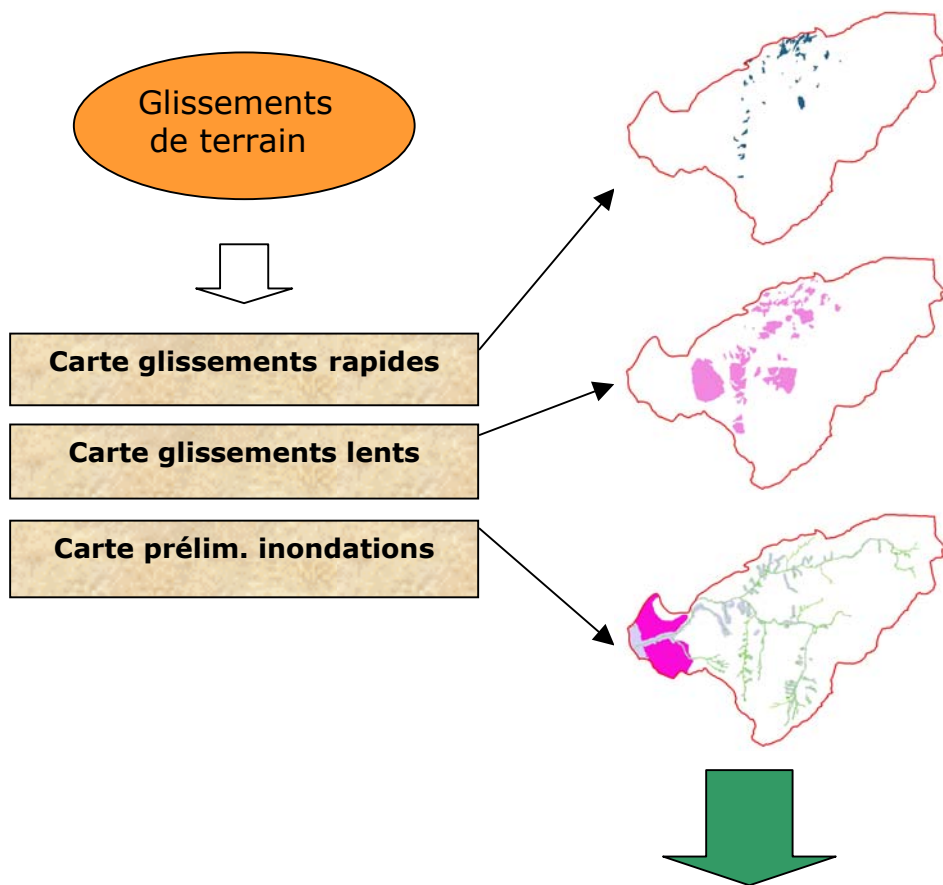 Glissements
de terrain
Carte glissements rapides
Carte glissements lents
Carte prélim. inondations